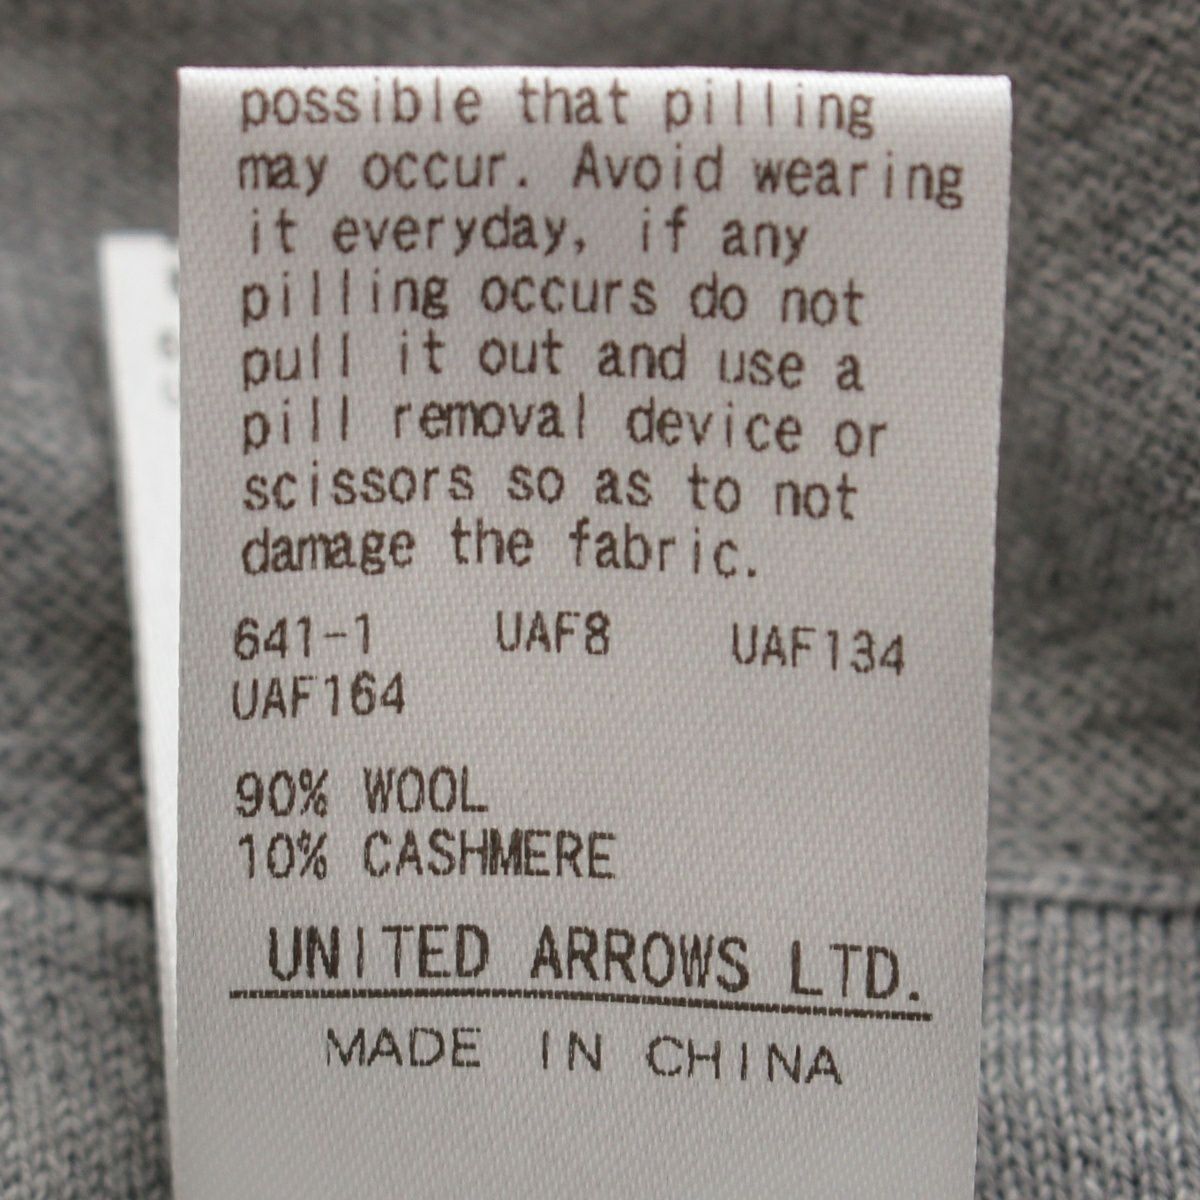 possible that pilling
may occur. Avoid wearing
it everyday, if any
pilling occurs do not
pull it out and use a
pill removal device or
scissors so as to not
damage the fabric.
641-1 UAF8 UAF134
UAF164
90% WOOL
10% CASHMERE
UNITED ARROWS LTD.
MADE IN CHINA